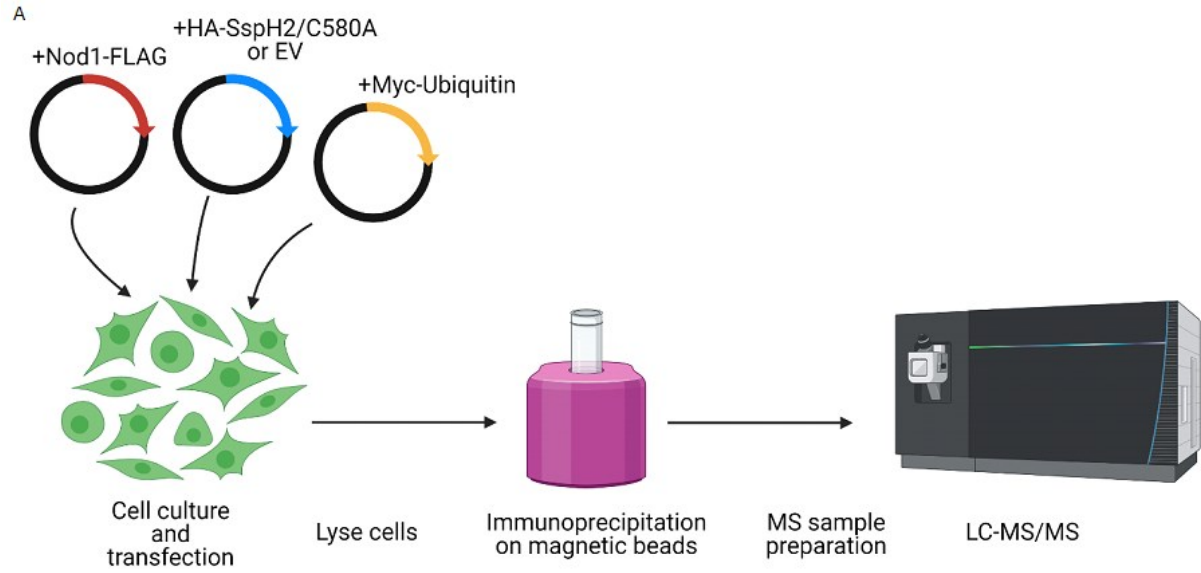 A
+Nod1-FLAG
+HA-SspH2/C580A
or EV
+Myc-Ubiquitin
Cell culture
and
transfection
Lyse cells
Immunoprecipitation
on magnetic beads
MS sample
preparation
LC-MS/MS